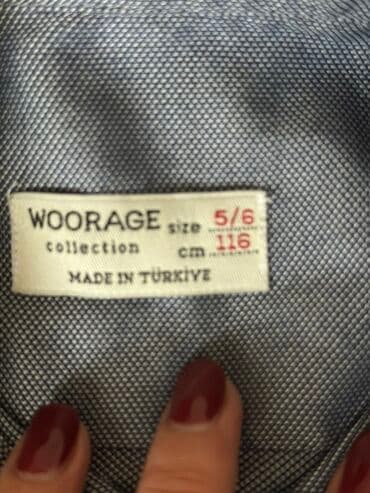 WOORAGE size 5/6
collection cm 116
MADE IN TÜRKİYE